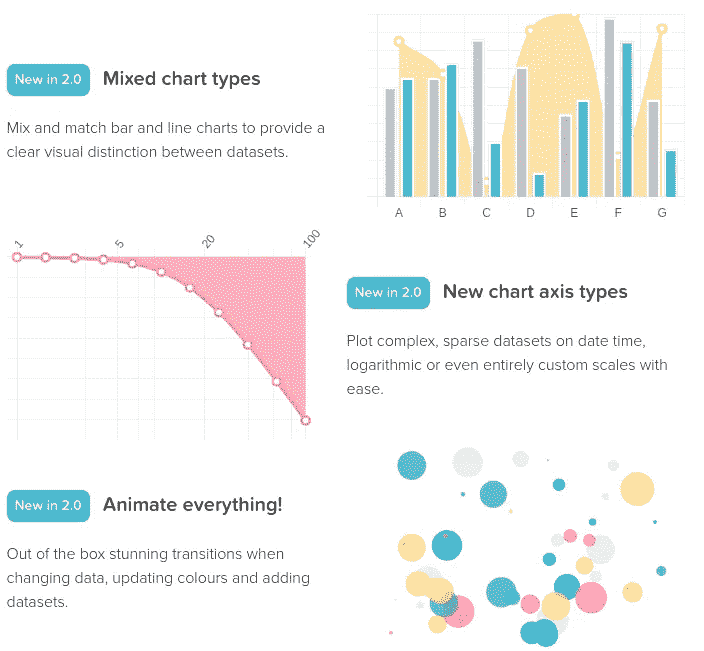 New in 2.0 Mixed chart types
Mix and match bar and line charts to provide a
clear visual distinction between datasets.
A B C D E F G
1 5 20 100
New in 2.0 New chart axis types
Plot complex, sparse datasets on date time,
logarithmic or even entirely custom scales with
ease.
New in 2.0 Animate everything!
Out of the box stunning transitions when
changing data, updating colours and adding
datasets.